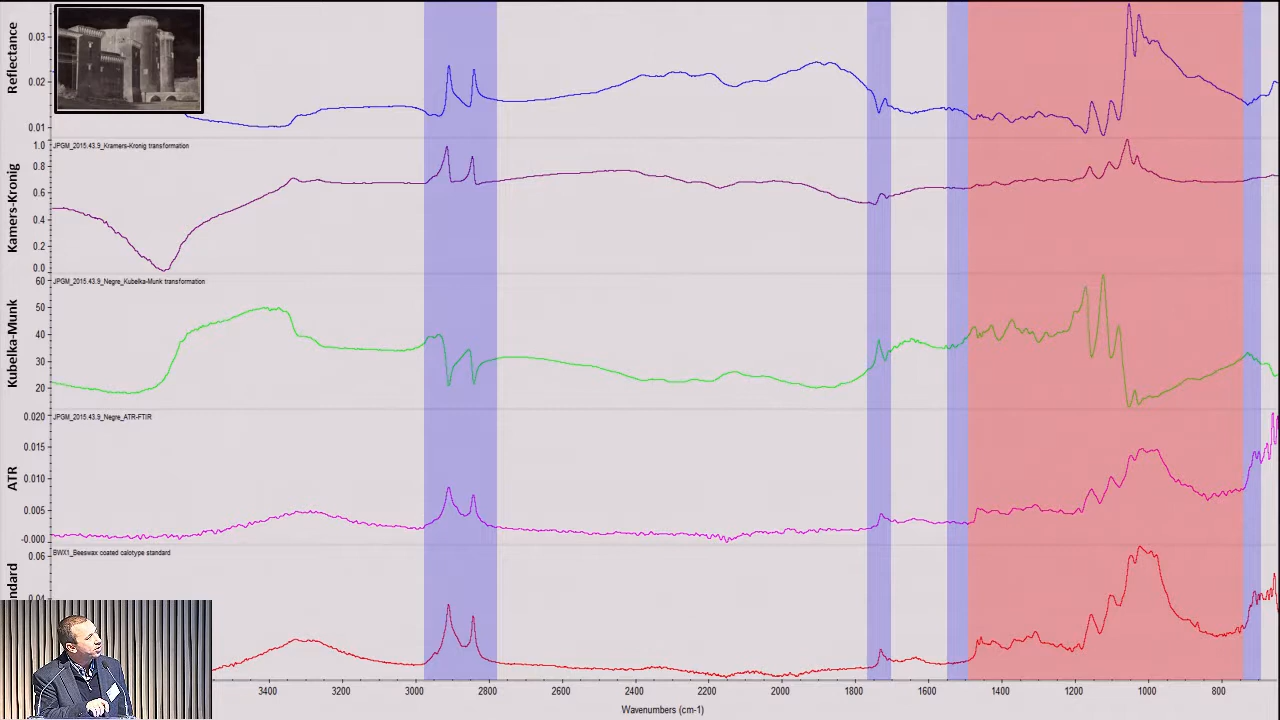 Reflectance
0.03
0.02
0.01
Kamers-Kronig
JPGM_2015.43.9_Kramers-Kronig transformation
1.0
0.8
0.6
0.4
0.2
0.0
Kubelka-Munk
JPGM_2015.43.9_Negre_Kubelka-Munk transformation
60
50
40
30
20
ATR
JPGM_2015.43.9_Negre_ATR-FTIR
0.020
0.015
0.010
0.005
-0.000
ndard
BWX1_Beeswax coated calotype standard
0.06
0.04
3400 3200 3000 2800 2600 2400 2200 2000 1800 1600 1400 1200 1000 800
Wavenumbers (cm-1)